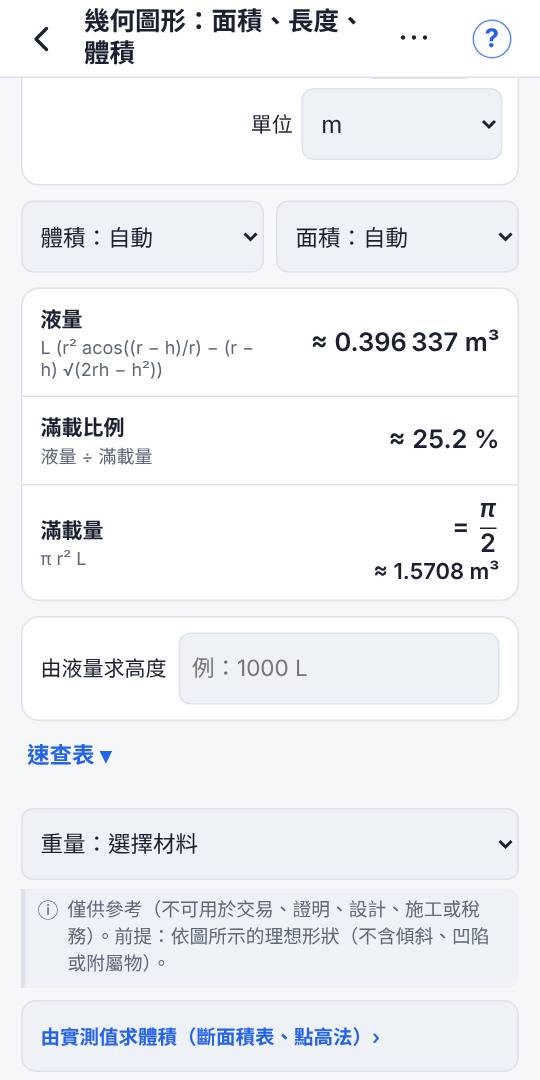 幾何圖形：面積、長度、
體積
?
單位
m
體積：自動
面積：自動
液量
L (r² acos((r − h)/r) − (r −
h) √(2rh − h²))
≈ 0.396 337 m³
滿載比例
液量 ÷ 滿載量
≈ 25.2 %
滿載量
π r² L
= π/2
≈ 1.5708 m³
由液量求高度
例：1000 L
速查表 ▼
重量：選擇材料
ⓘ 僅供參考（不可用於交易、證明、設計、施工或稅
務）。前提：依圖所示的理想形狀（不含傾斜、凹陷
或附屬物）。
由實測值求體積（斷面積表、點高法）›